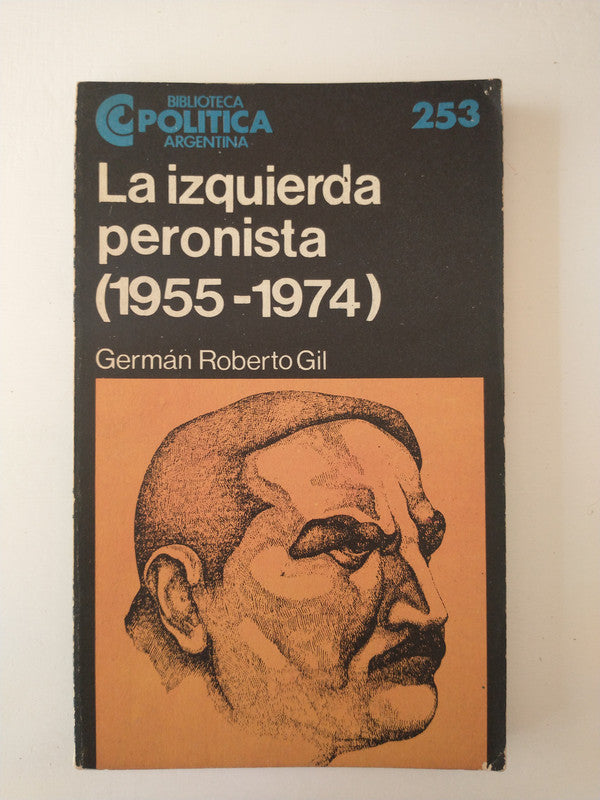 BIBLIOTECA
POLITICA
ARGENTINA
253
La izquierda
peronista
(1955-1974)
Germán Roberto Gil